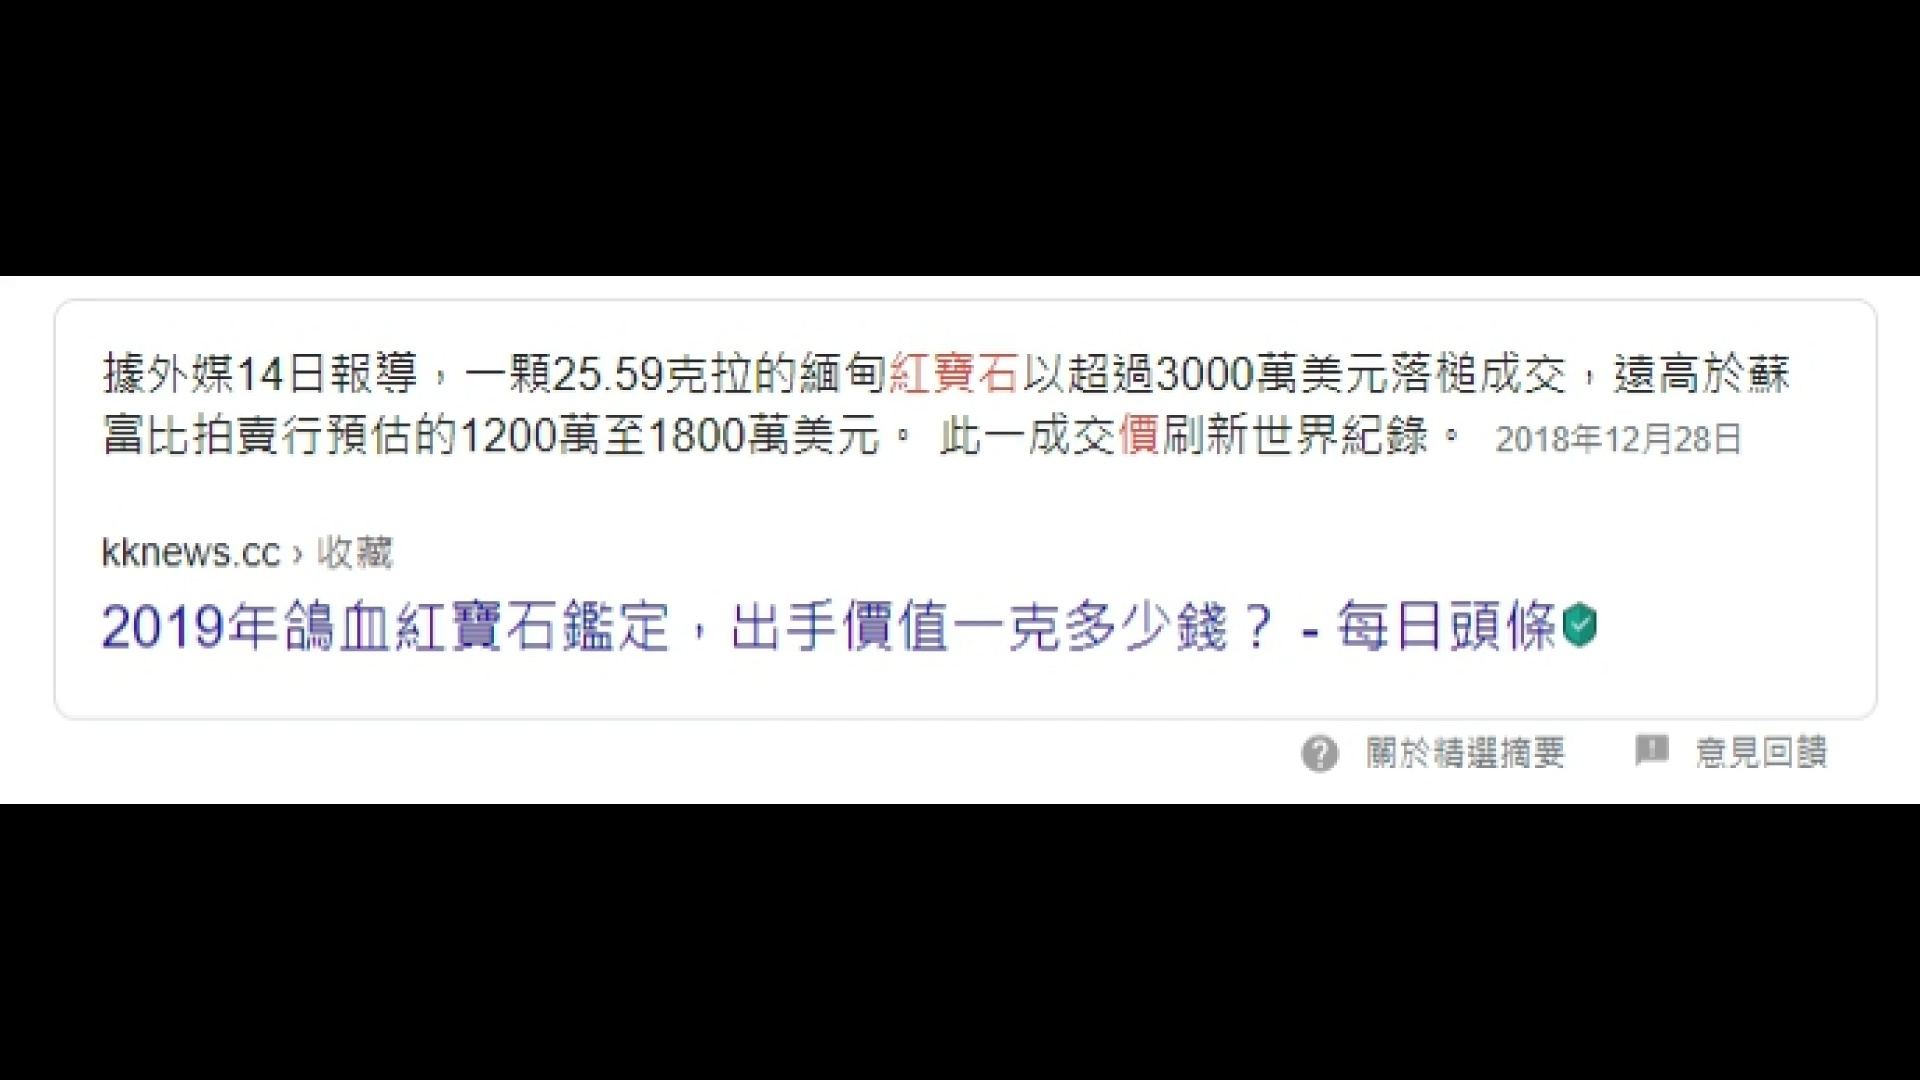 據外媒14日報導，一顆25.59克拉的緬甸紅寶石以超過3000萬美元落槌成交，遠高於蘇
富比拍賣行預估的1200萬至1800萬美元。 此一成交價刷新世界紀錄。 2018年12月28日
kknews.cc › 收藏
2019年鴿血紅寶石鑑定，出手價值一克多少錢？ - 每日頭條
關於精選摘要 意見回饋